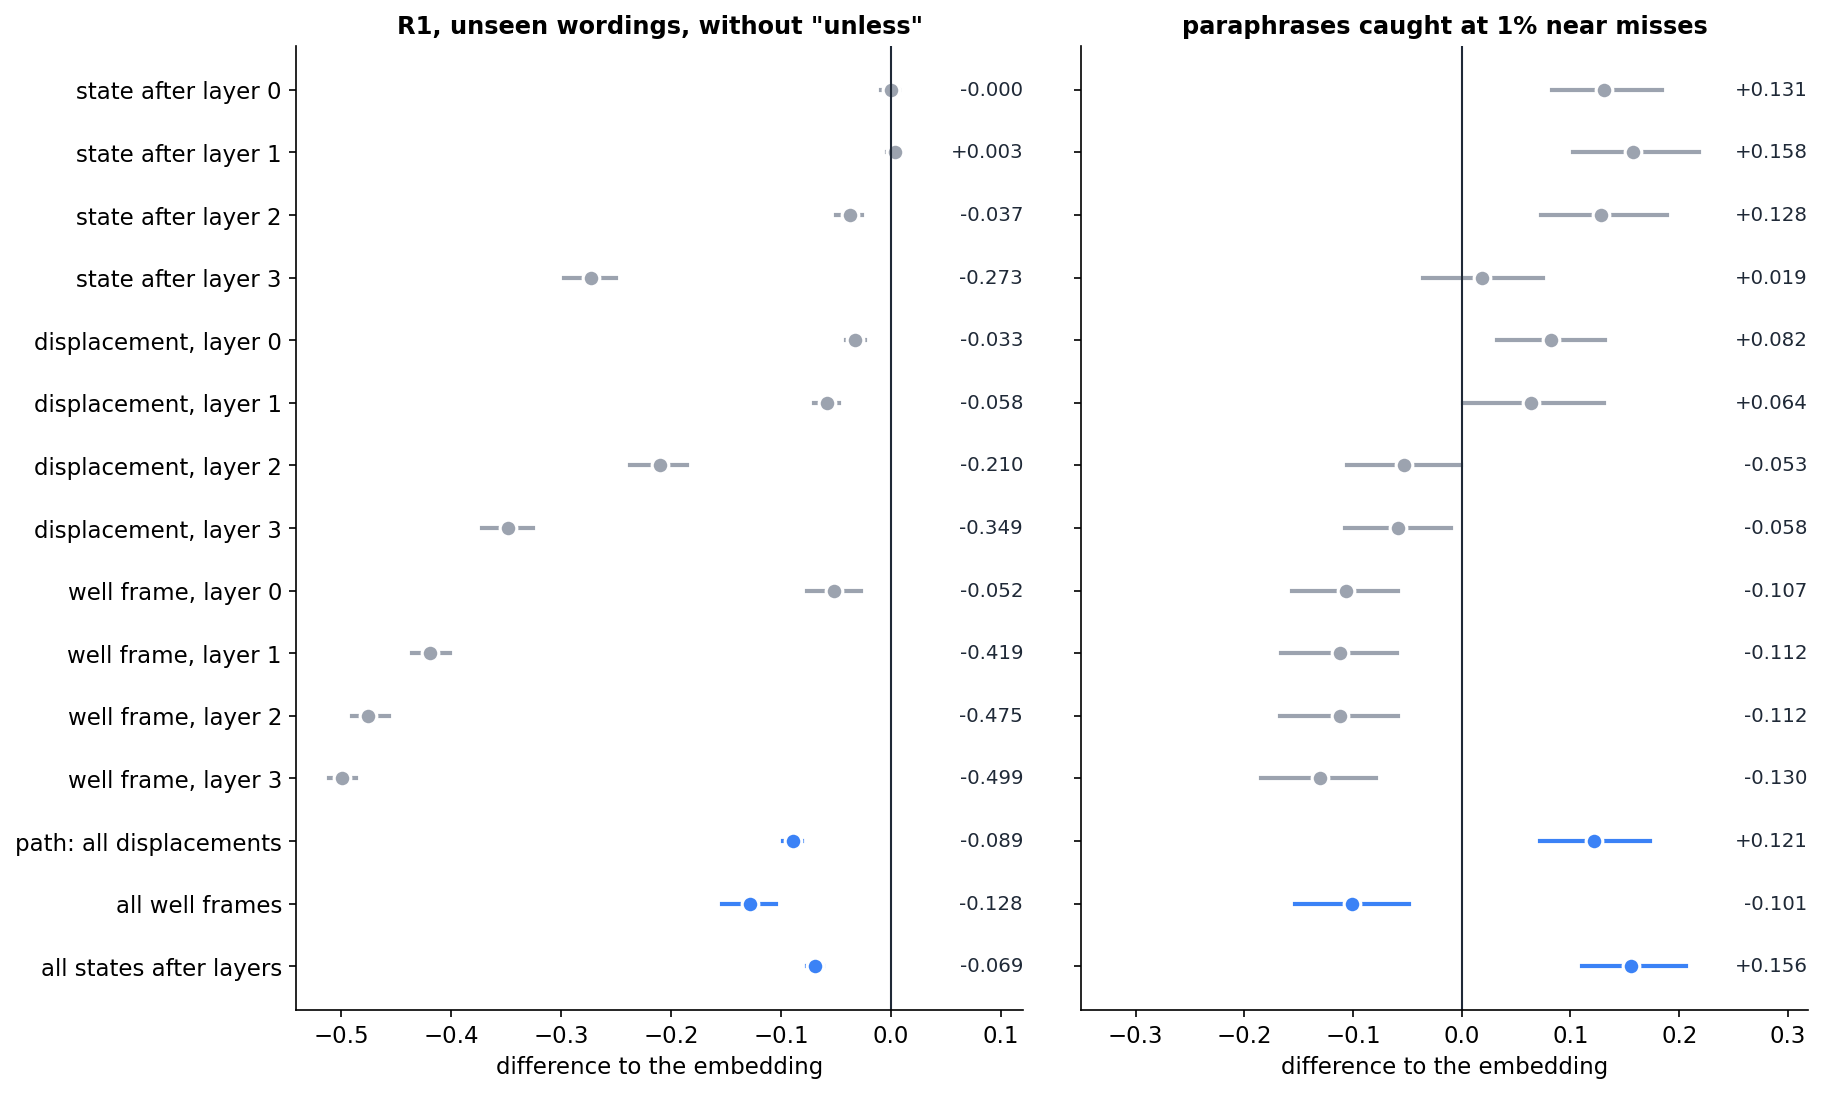 R1, unseen wordings, without "unless"
paraphrases caught at 1% near misses
state after layer 0 -0.000 +0.131
state after layer 1 +0.003 +0.158
state after layer 2 -0.037 +0.128
state after layer 3 -0.273 +0.019
displacement, layer 0 -0.033 +0.082
displacement, layer 1 -0.058 +0.064
displacement, layer 2 -0.210 -0.053
displacement, layer 3 -0.349 -0.058
well frame, layer 0 -0.052 -0.107
well frame, layer 1 -0.419 -0.112
well frame, layer 2 -0.475 -0.112
well frame, layer 3 -0.499 -0.130
path: all displacements -0.089 +0.121
all well frames -0.128 -0.101
all states after layers -0.069 +0.156
−0.5 −0.4 −0.3 −0.2 −0.1 0.0 0.1
−0.3 −0.2 −0.1 0.0 0.1 0.2 0.3
difference to the embedding
difference to the embedding